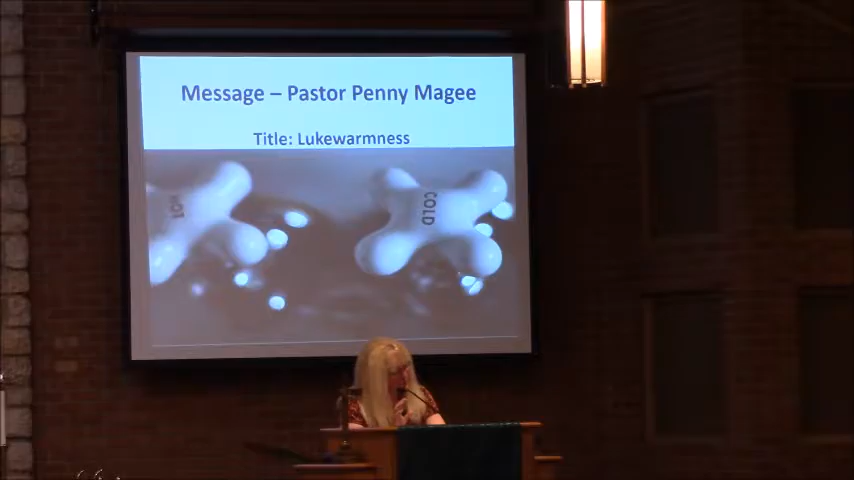 Message – Pastor Penny Magee
Title: Lukewarmness
HOT
COLD